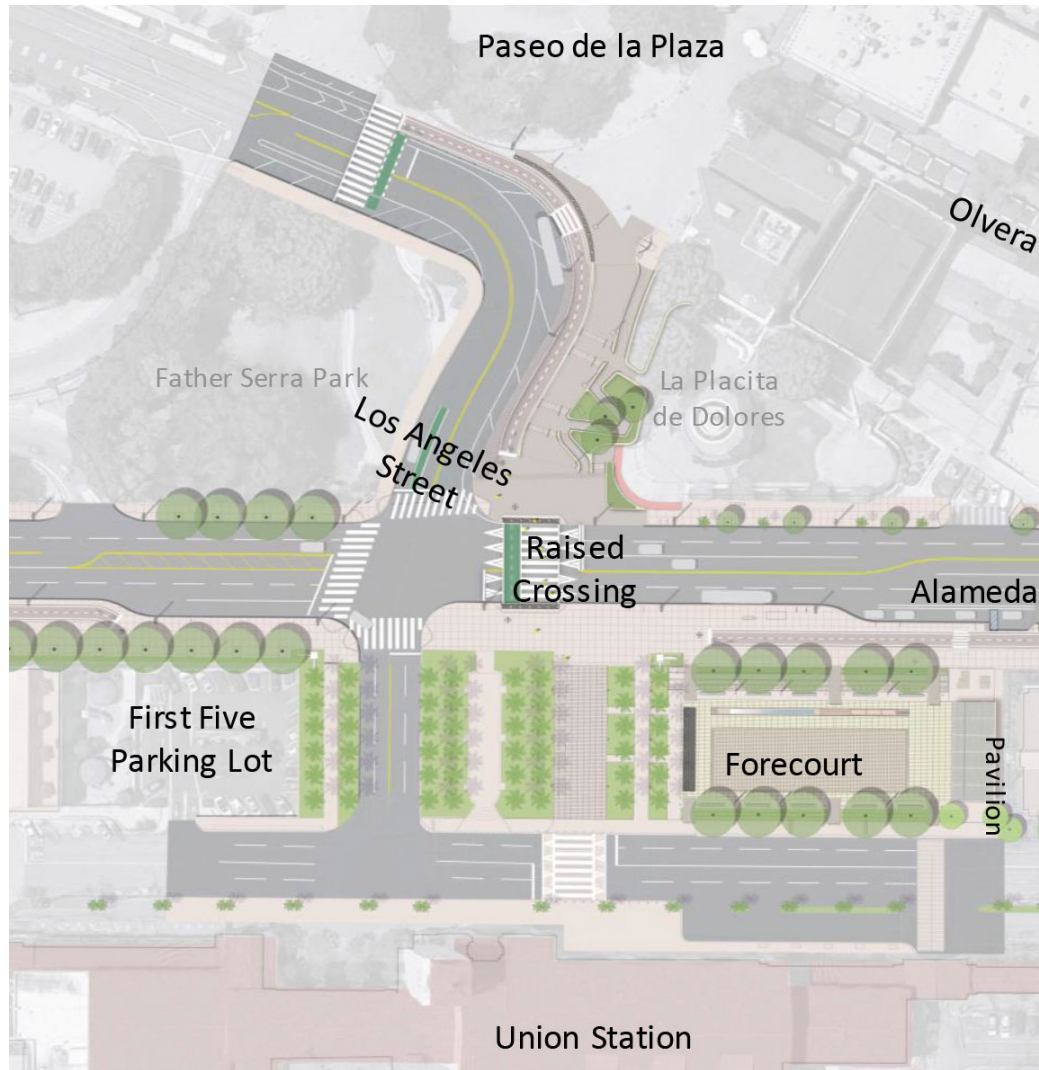 Paseo de la Plaza
Olvera
Father Serra Park
La Placita
de Dolores
Los Angeles
Street
Raised
Crossing
Alameda
First Five
Parking Lot
Forecourt
Pavilion
Union Station